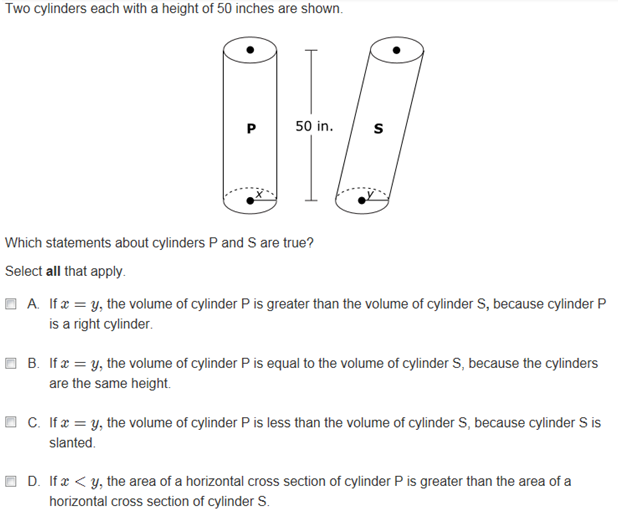 Two cylinders each with a height of 50 inches are shown.
P
50 in.
S
x
y
Which statements about cylinders P and S are true?
Select all that apply.
A. If x = y, the volume of cylinder P is greater than the volume of cylinder S, because cylinder P
is a right cylinder.
B. If x = y, the volume of cylinder P is equal to the volume of cylinder S, because the cylinders
are the same height.
C. If x = y, the volume of cylinder P is less than the volume of cylinder S, because cylinder S is
slanted.
D. If x < y, the area of a horizontal cross section of cylinder P is greater than the area of a
horizontal cross section of cylinder S.